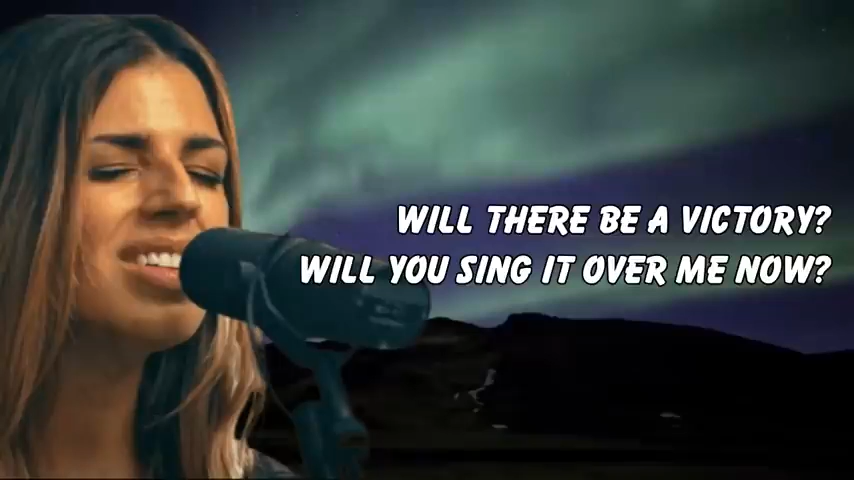 WILL THERE BE A VICTORY?
WILL YOU SING IT OVER ME NOW?